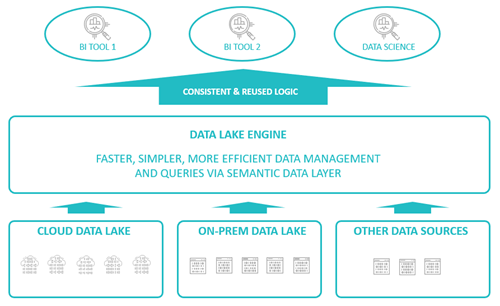 BI TOOL 1
BI TOOL 2
DATA SCIENCE
CONSISTENT & REUSED LOGIC
DATA LAKE ENGINE
FASTER, SIMPLER, MORE EFFICIENT DATA MANAGEMENT
AND QUERIES VIA SEMANTIC DATA LAYER
CLOUD DATA LAKE
ON-PREM DATA LAKE
OTHER DATA SOURCES